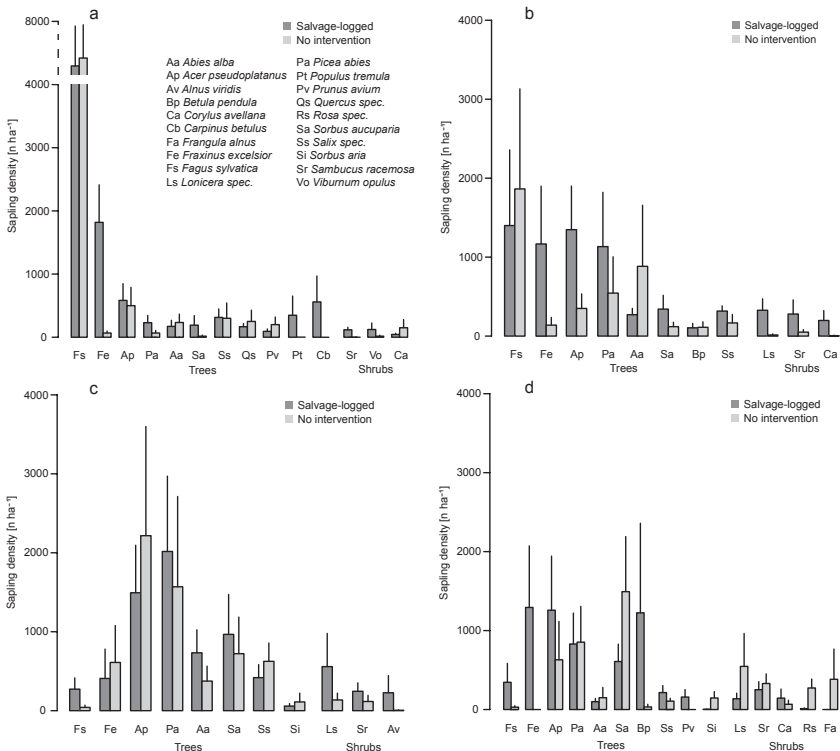 a
Salvage-logged
No intervention
Aa Abies alba
Ap Acer pseudoplatanus
Av Alnus viridis
Bp Betula pendula
Ca Corylus avellana
Cb Carpinus betulus
Fa Frangula alnus
Fe Fraxinus excelsior
Fs Fagus sylvatica
Ls Lonicera spec.
Pa Picea abies
Pt Populus tremula
Pv Prunus avium
Qs Quercus spec.
Rs Rosa spec.
Sa Sorbus aucuparia
Ss Salix spec.
Si Sorbus aria
Sr Sambucus racemosa
Vo Viburnum opulus
Sapling density [n ha⁻¹]
8000
4000
2000
1000
0
Fs Fe Ap Pa Aa Sa Ss Qs Pv Pt Cb Sr Vo Ca
Trees Shrubs
b
Salvage-logged
No intervention
Sapling density [n ha⁻¹]
4000
3000
2000
1000
0
Fs Fe Ap Pa Aa Sa Bp Ss Ls Sr Ca
Trees Shrubs
c
Salvage-logged
No intervention
Sapling density [n ha⁻¹]
4000
3000
2000
1000
0
Fs Fe Ap Pa Aa Sa Ss Si Ls Sr Av
Trees Shrubs
d
Salvage-logged
No intervention
Sapling density [n ha⁻¹]
4000
3000
2000
1000
0
Fs Fe Ap Pa Aa Sa Bp Ss Pv Si Ls Sr Ca Rs Fa
Trees Shrubs